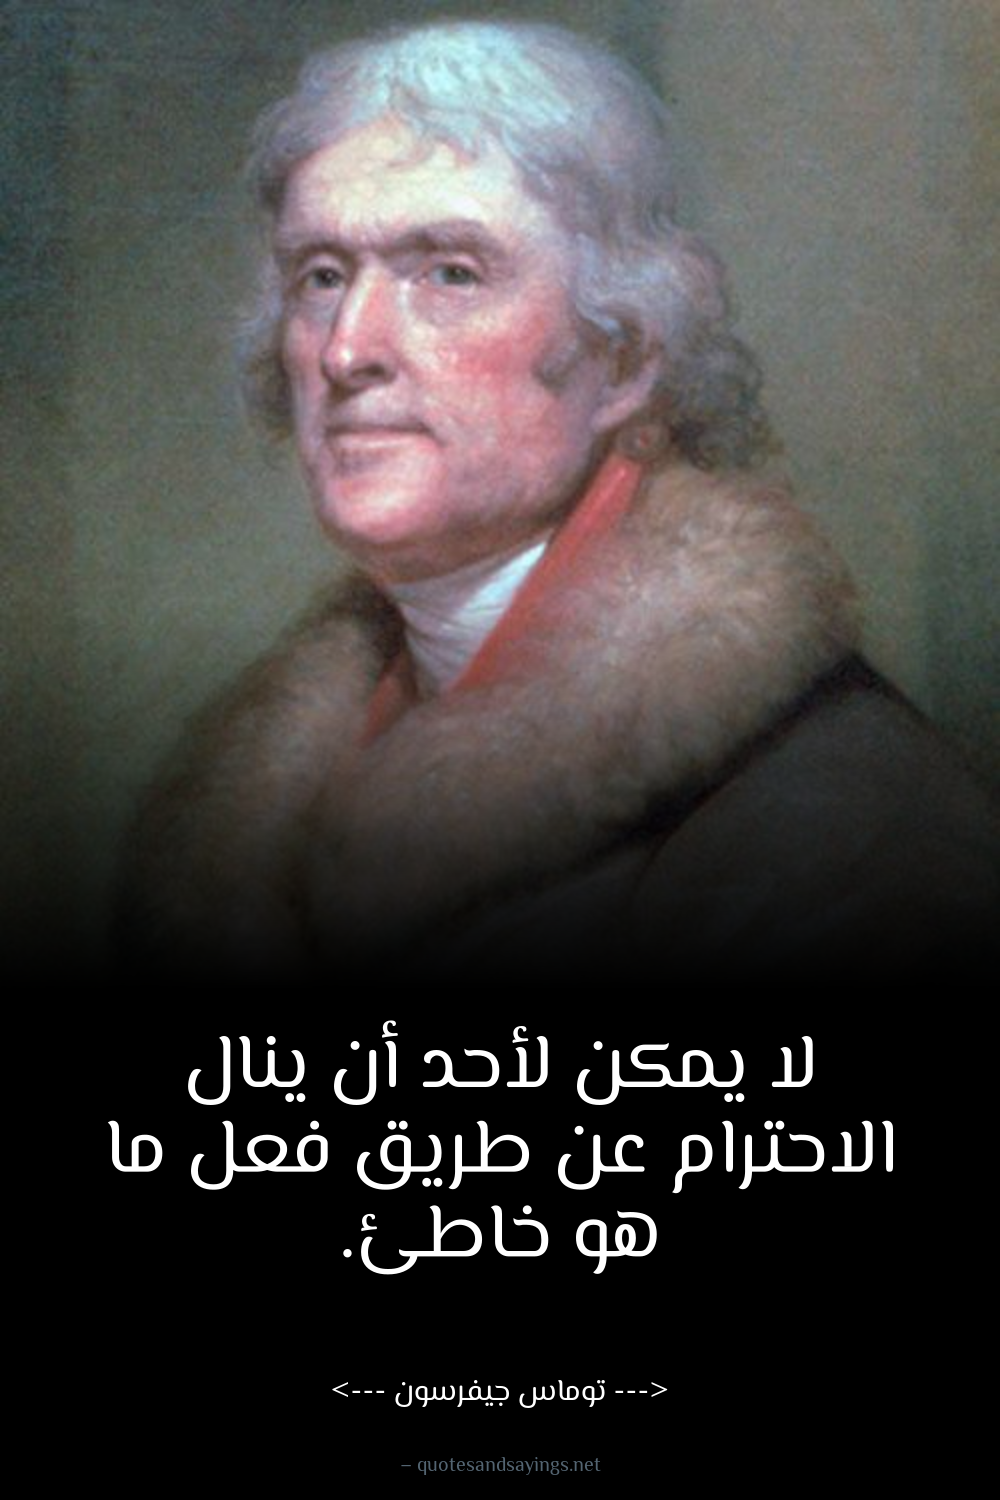 لا يمكن لأحد أن ينال
الاحترام عن طريق فعل ما
هو خاطئ.
<--- توماس جيفرسون --->
– quotesandsayings.net